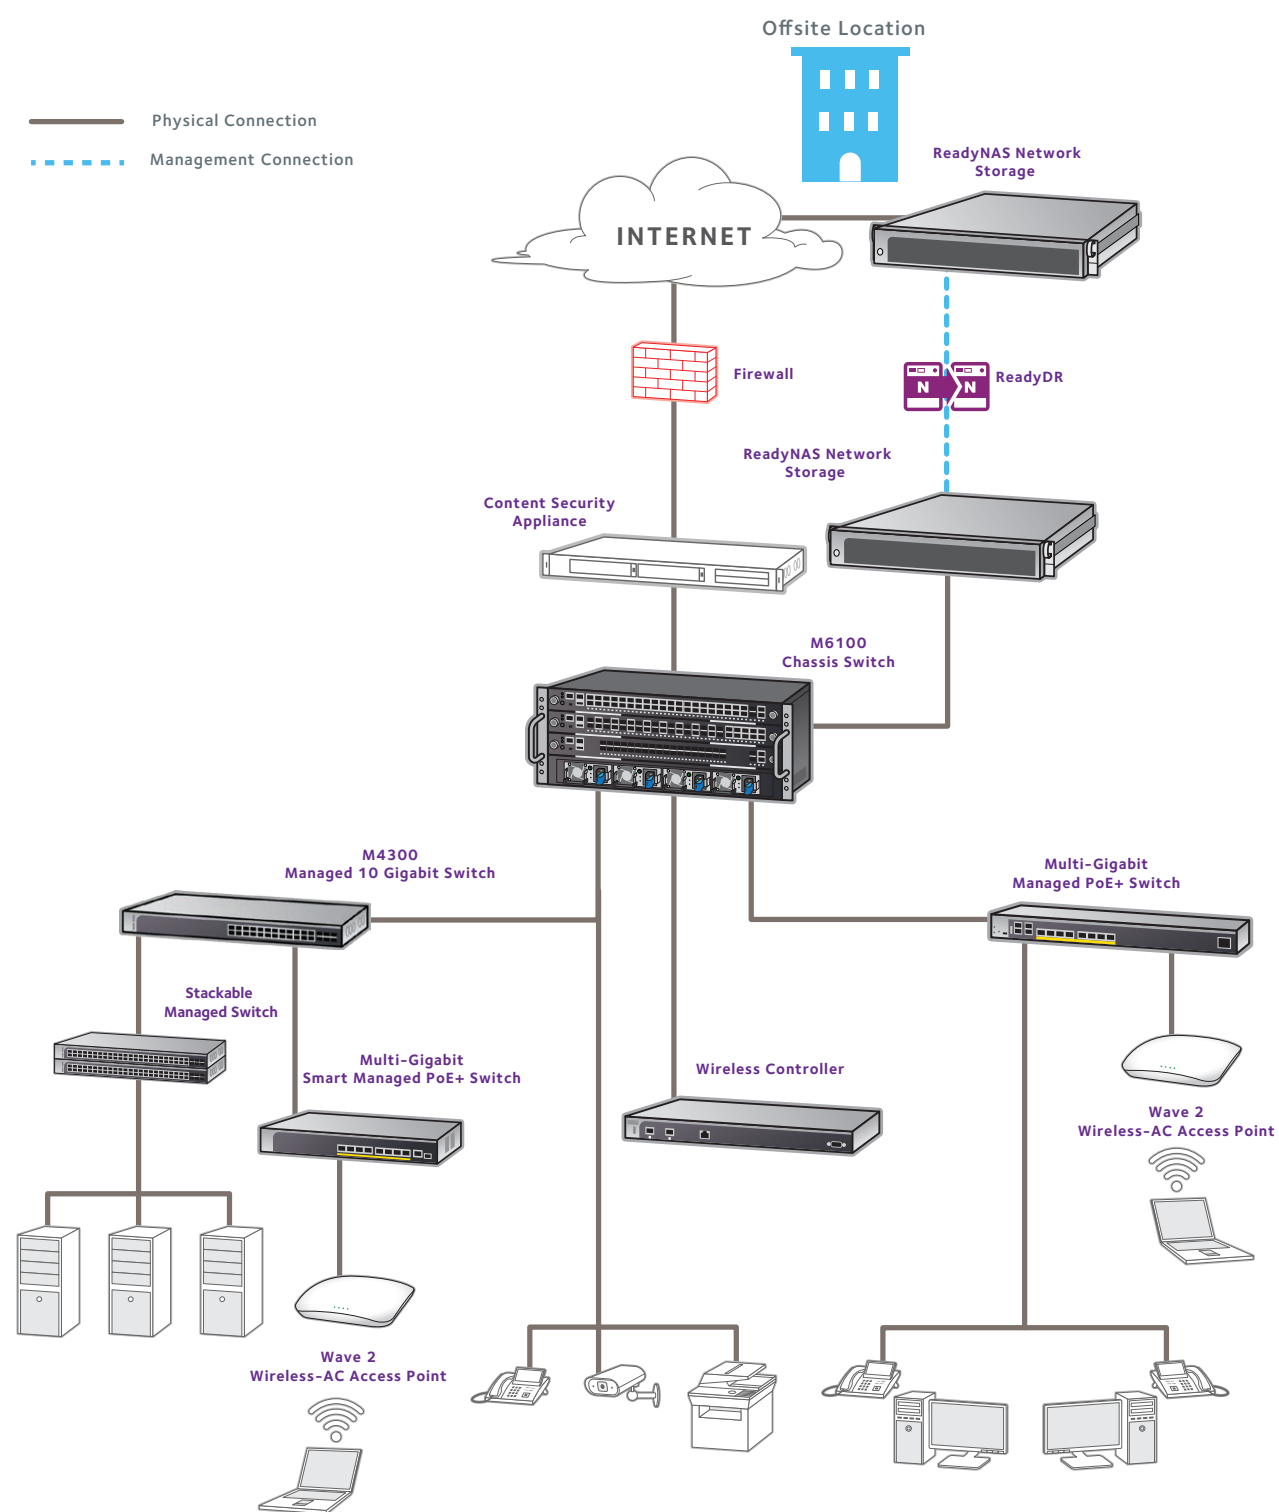 Offsite Location
Physical Connection
Management Connection
ReadyNAS Network
Storage
INTERNET
Firewall
N
N
ReadyDR
ReadyNAS Network
Storage
Content Security
Appliance
M6100
Chassis Switch
M4300
Managed 10 Gigabit Switch
Multi-Gigabit
Managed PoE+ Switch
Stackable
Managed Switch
Multi-Gigabit
Smart Managed PoE+ Switch
Wireless Controller
Wave 2
Wireless-AC Access Point
Wave 2
Wireless-AC Access Point